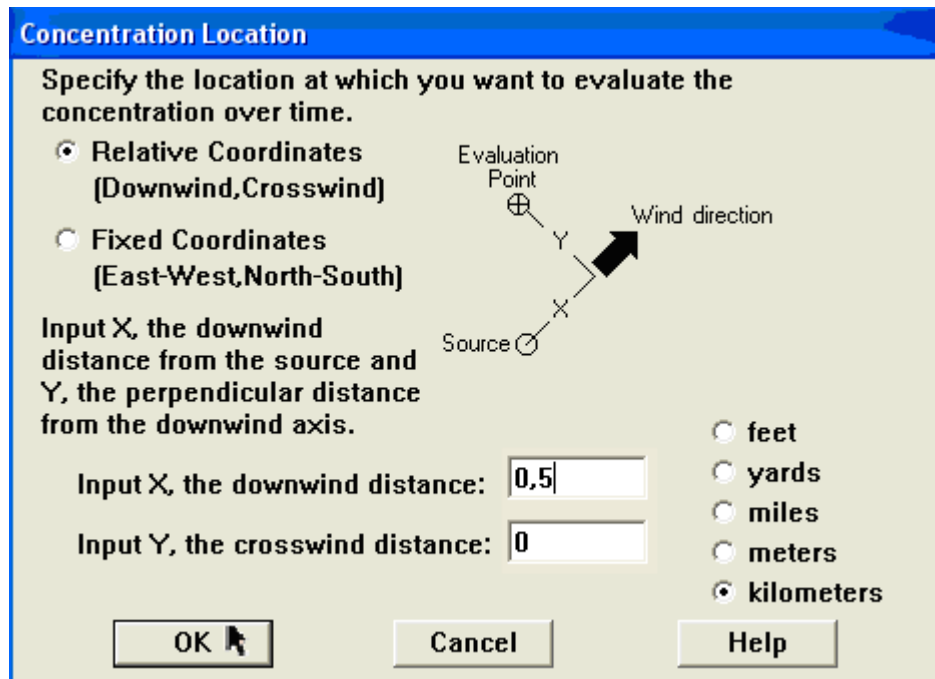 Concentration Location
Specify the location at which you want to evaluate the
concentration over time.
Relative Coordinates
(Downwind,Crosswind)
Fixed Coordinates
(East-West,North-South)
Evaluation
Point
Wind direction
Y
X
Source
Input X, the downwind
distance from the source and
Y, the perpendicular distance
from the downwind axis.
Input X, the downwind distance: 0,5
Input Y, the crosswind distance: 0
feet
yards
miles
meters
kilometers
OK Cancel Help